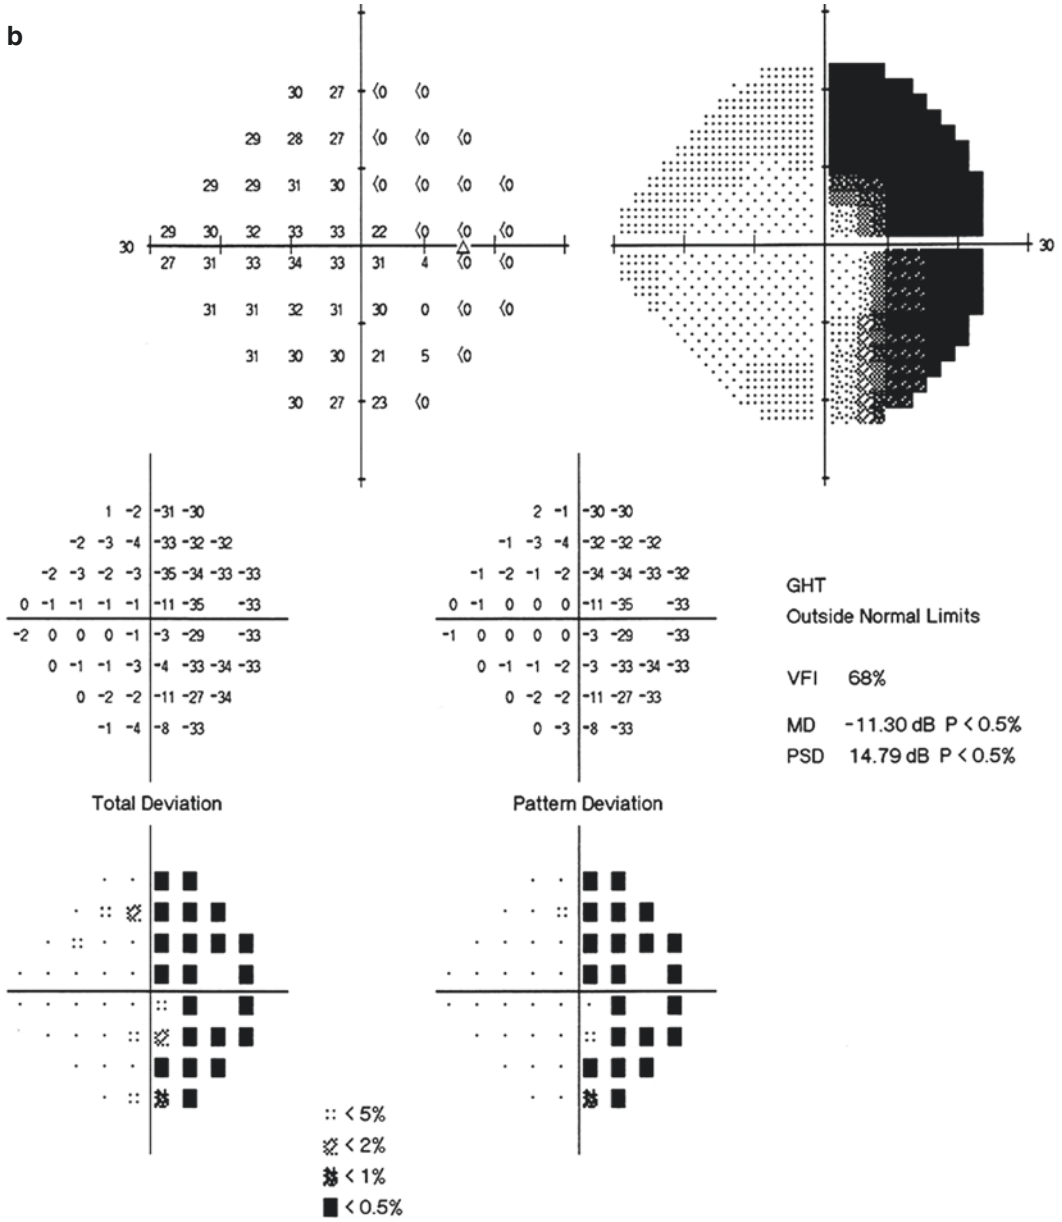 b
30 27 <0 <0
29 28 27 <0 <0 <0
29 29 31 30 <0 <0 <0 <0
29 30 32 33 33 22 <0 <0 <0
30
30
27 31 33 34 33 31 4 <0 <0
31 31 32 31 30 0 <0 <0
31 30 30 21 5 <0
30 27 23 <0
1 -2 -31 -30
-2 -3 -4 -33 -32 -32
-2 -3 -2 -3 -35 -34 -33 -33
0 -1 -1 -1 -1 -11 -35 -33
-2 0 0 0 -1 -3 -29 -33
0 -1 -1 -3 -4 -33 -34 -33
0 -2 -2 -11 -27 -34
-1 -4 -8 -33
Total Deviation
2 -1 -30 -30
-1 -3 -4 -32 -32 -32
-1 -2 -1 -2 -34 -34 -33 -32
0 -1 0 0 0 -11 -35 -33
-1 0 0 0 0 -3 -29 -33
0 -1 -1 -2 -3 -33 -34 -33
0 -2 -2 -11 -27 -33
0 -3 -8 -33
Pattern Deviation
GHT
Outside Normal Limits
VFI 68%
MD -11.30 dB P < 0.5%
PSD 14.79 dB P < 0.5%
< 5%
< 2%
< 1%
< 0.5%